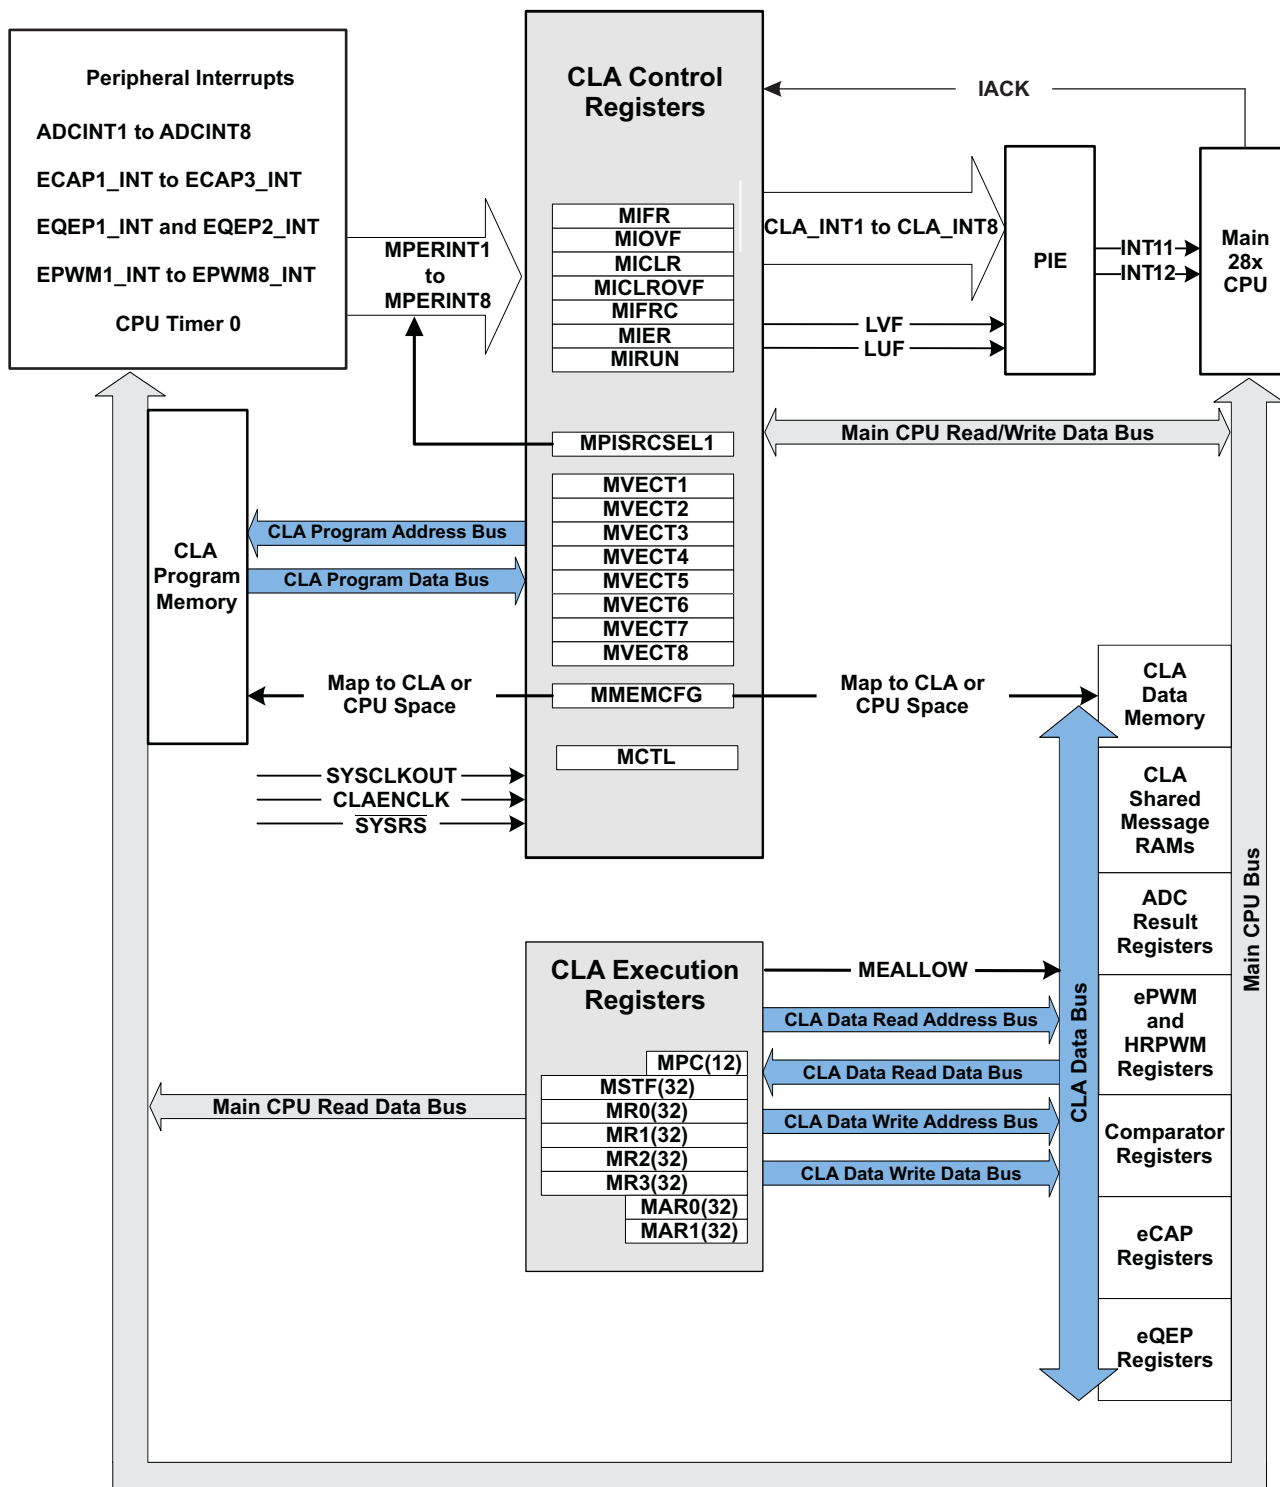 Peripheral Interrupts
ADCINT1 to ADCINT8
ECAP1_INT to ECAP3_INT
EQEP1_INT and EQEP2_INT
EPWM1_INT to EPWM8_INT
CPU Timer 0
MPERINT1
to
MPERINT8
CLA Control
Registers
MIFR
MIOVF
MICLR
MICLROVF
MIFRC
MIER
MIRUN
MPISRCSEL1
MVECT1
MVECT2
MVECT3
MVECT4
MVECT5
MVECT6
MVECT7
MVECT8
MMEMCFG
MCTL
IACK
CLA_INT1 to CLA_INT8
LVF
LUF
PIE
INT11
INT12
Main
28x
CPU
Main CPU Read/Write Data Bus
CLA
Program
Memory
CLA Program Address Bus
CLA Program Data Bus
Map to CLA or
CPU Space
Map to CLA or
CPU Space
SYSCLKOUT
CLAENCLK
SYSRS
CLA
Data
Memory
CLA
Shared
Message
RAMs
ADC
Result
Registers
ePWM
and
HRPWM
Registers
Comparator
Registers
eCAP
Registers
eQEP
Registers
Main CPU Bus
CLA Data Bus
CLA Execution
Registers
MPC(12)
MSTF(32)
MR0(32)
MR1(32)
MR2(32)
MR3(32)
MAR0(32)
MAR1(32)
MEALLOW
CLA Data Read Address Bus
CLA Data Read Data Bus
CLA Data Write Address Bus
CLA Data Write Data Bus
Main CPU Read Data Bus